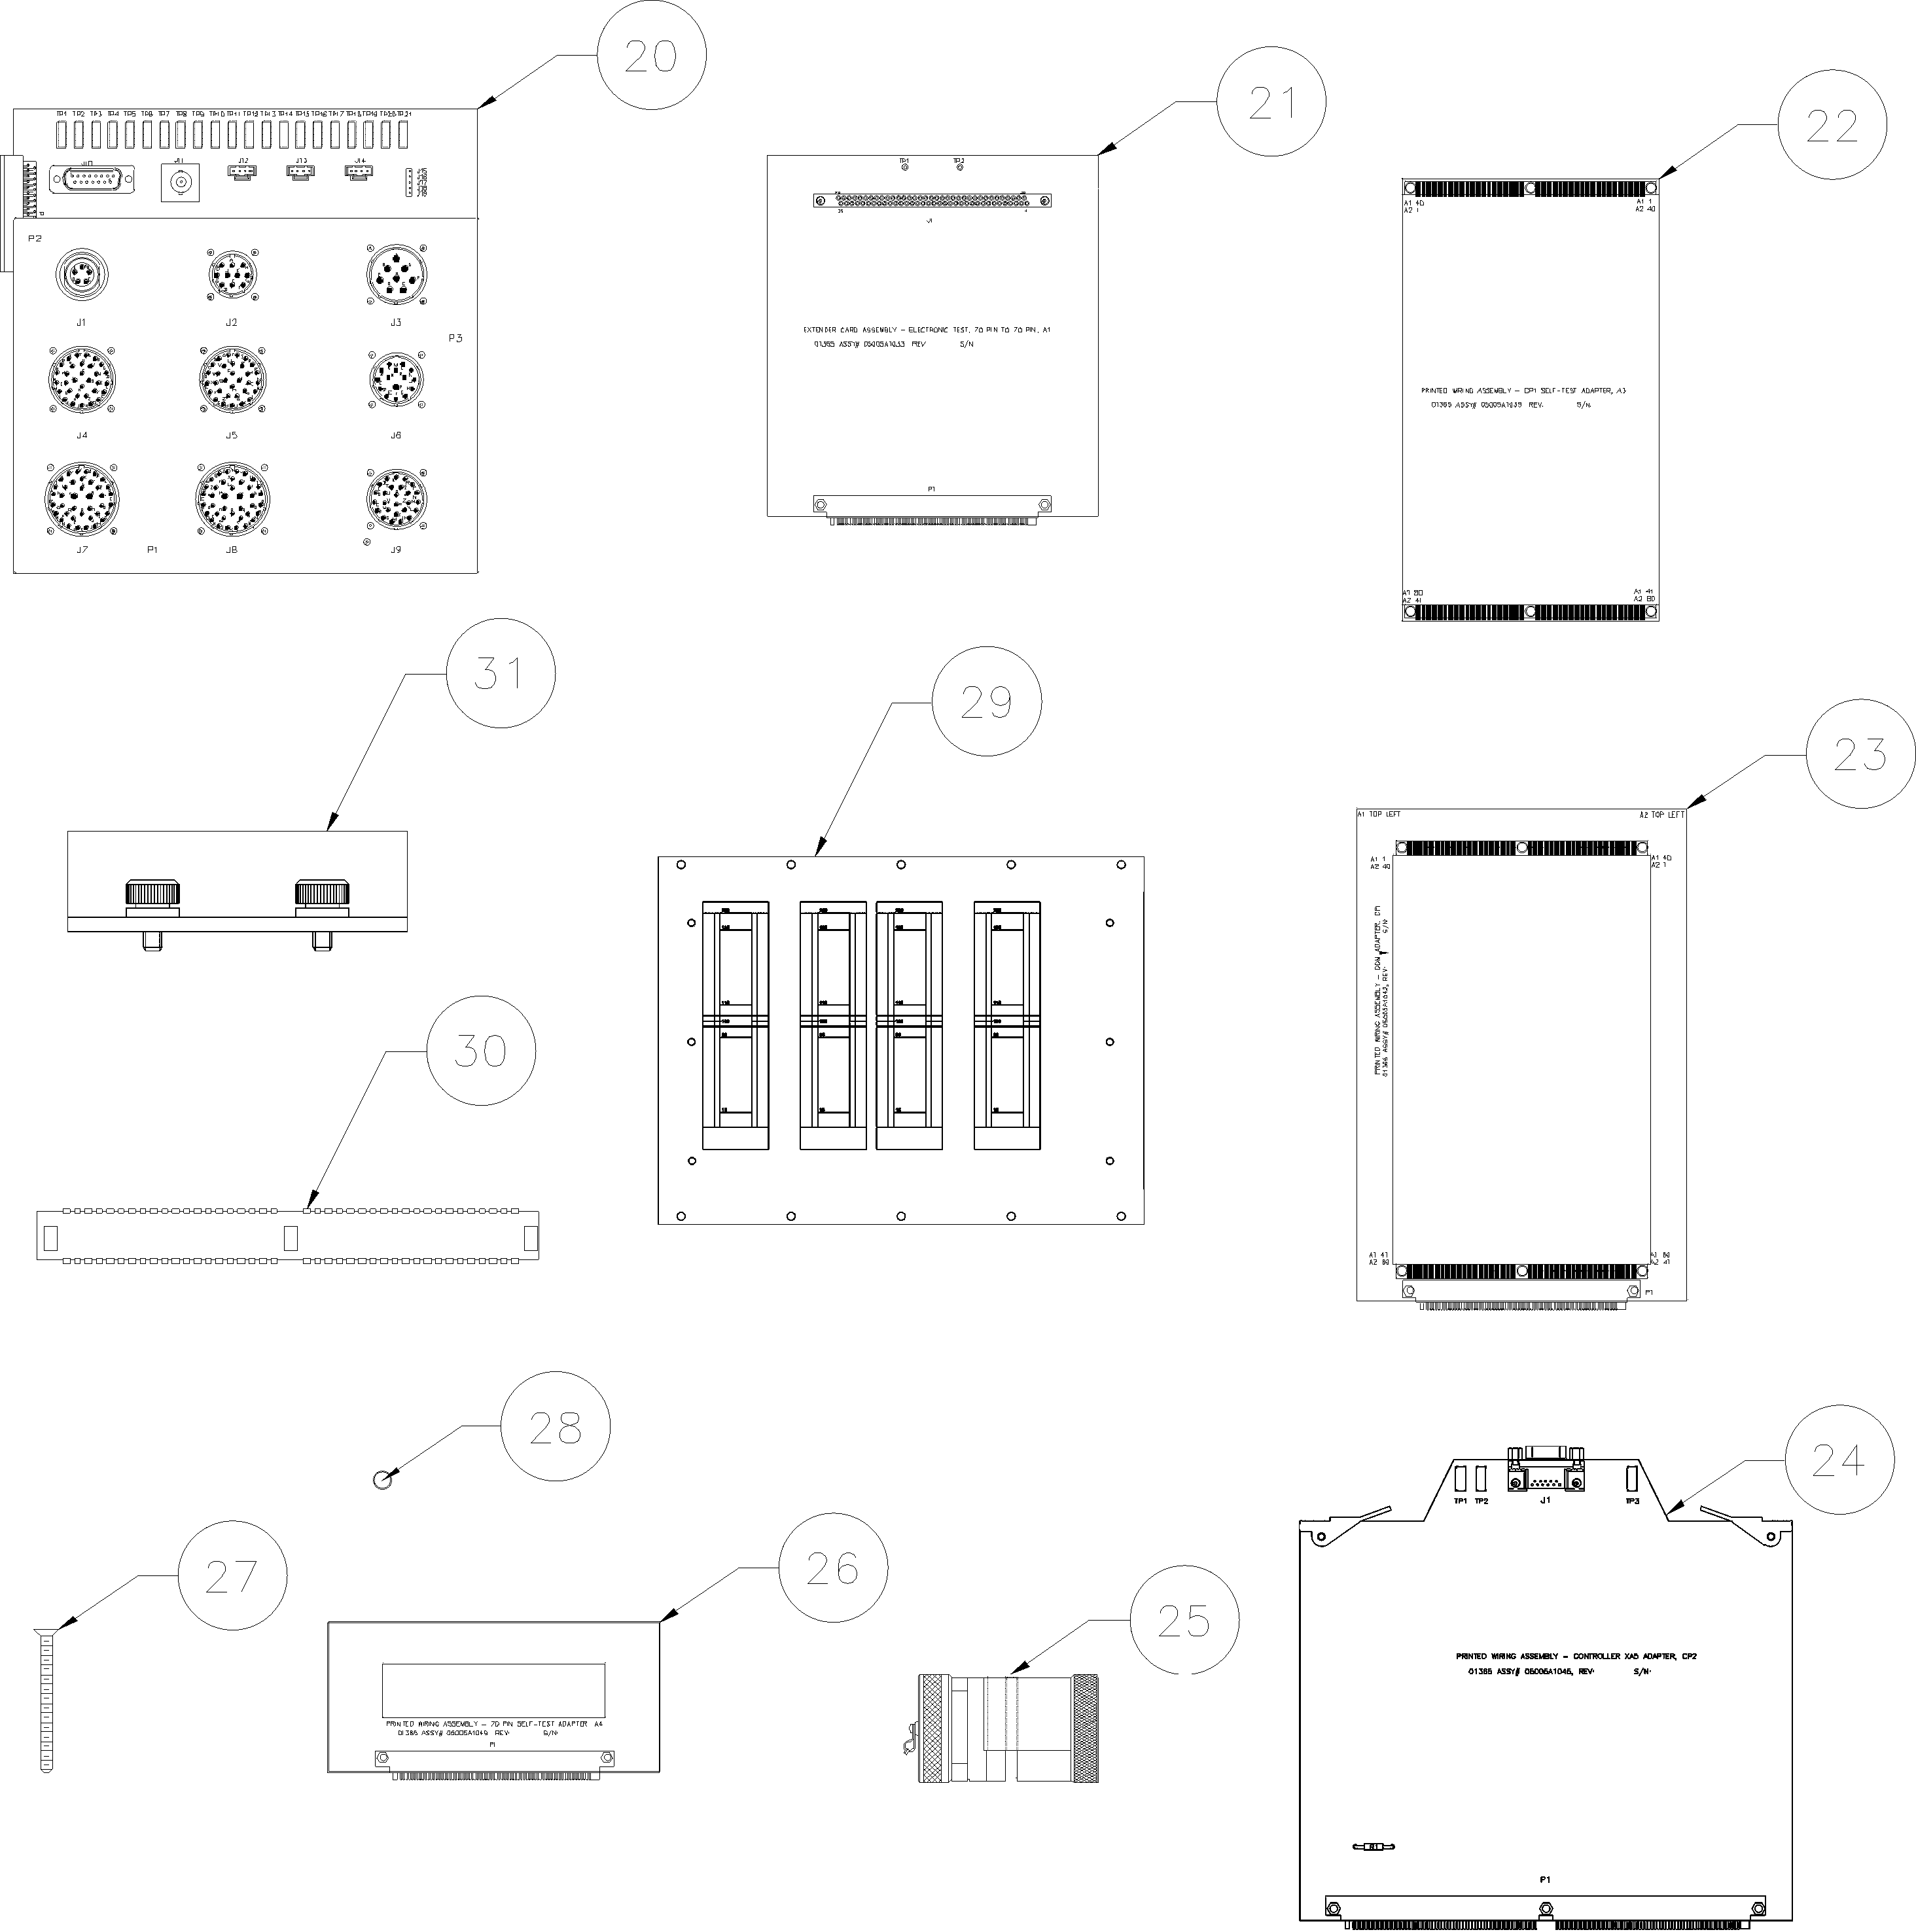 20
TP1 TP2 TP3 TP4 TP5 TP6 TP7 TP8 TP9 TP10 TP11 TP12 TP13 TP14 TP15 TP16 TP17 TP18 TP19 TP20 TP21
J11 J12 J13 J14
P2
J1 J2 J3
P3
J4 J5 J6
J7 P1 J8 J9
21
TP1 TP2
J1
EXTENDER CARD ASSEMBLY - ELECTRONIC TEST, 70 PIN TO 70 PIN, A1
01365 ASSY# 05005A1033 REV S/N
P1
22
A1 40 A1 1
A2 1 A2 40
PRINTED WIRING ASSEMBLY - CP1 SELF-TEST ADAPTER, A3
01365 ASSY# 05005A1039 REV. S/N
A1 80 A1 41
A2 41 A2 80
31
29
23
A1 TOP LEFT A2 TOP LEFT
A1 1 A1 40
A2 40 A2 1
PRINTED WIRING ASSEMBLY - ADAPTER, CP1
ASSY# 05005A1042, REV. S/N
A1 41 A1 80
A2 80 A2 41
P1
30
28
24
TP1 TP2 J1 TP3
PRINTED WIRING ASSEMBLY - CONTROLLER XA5 ADAPTER, CP2
01365 ASSY# 05005A1045, REV. S/N
P1
27
26
PRINTED WIRING ASSEMBLY - 70 PIN SELF-TEST ADAPTER A4
01365 ASSY# 05005A1049 REV. S/N
P1
25